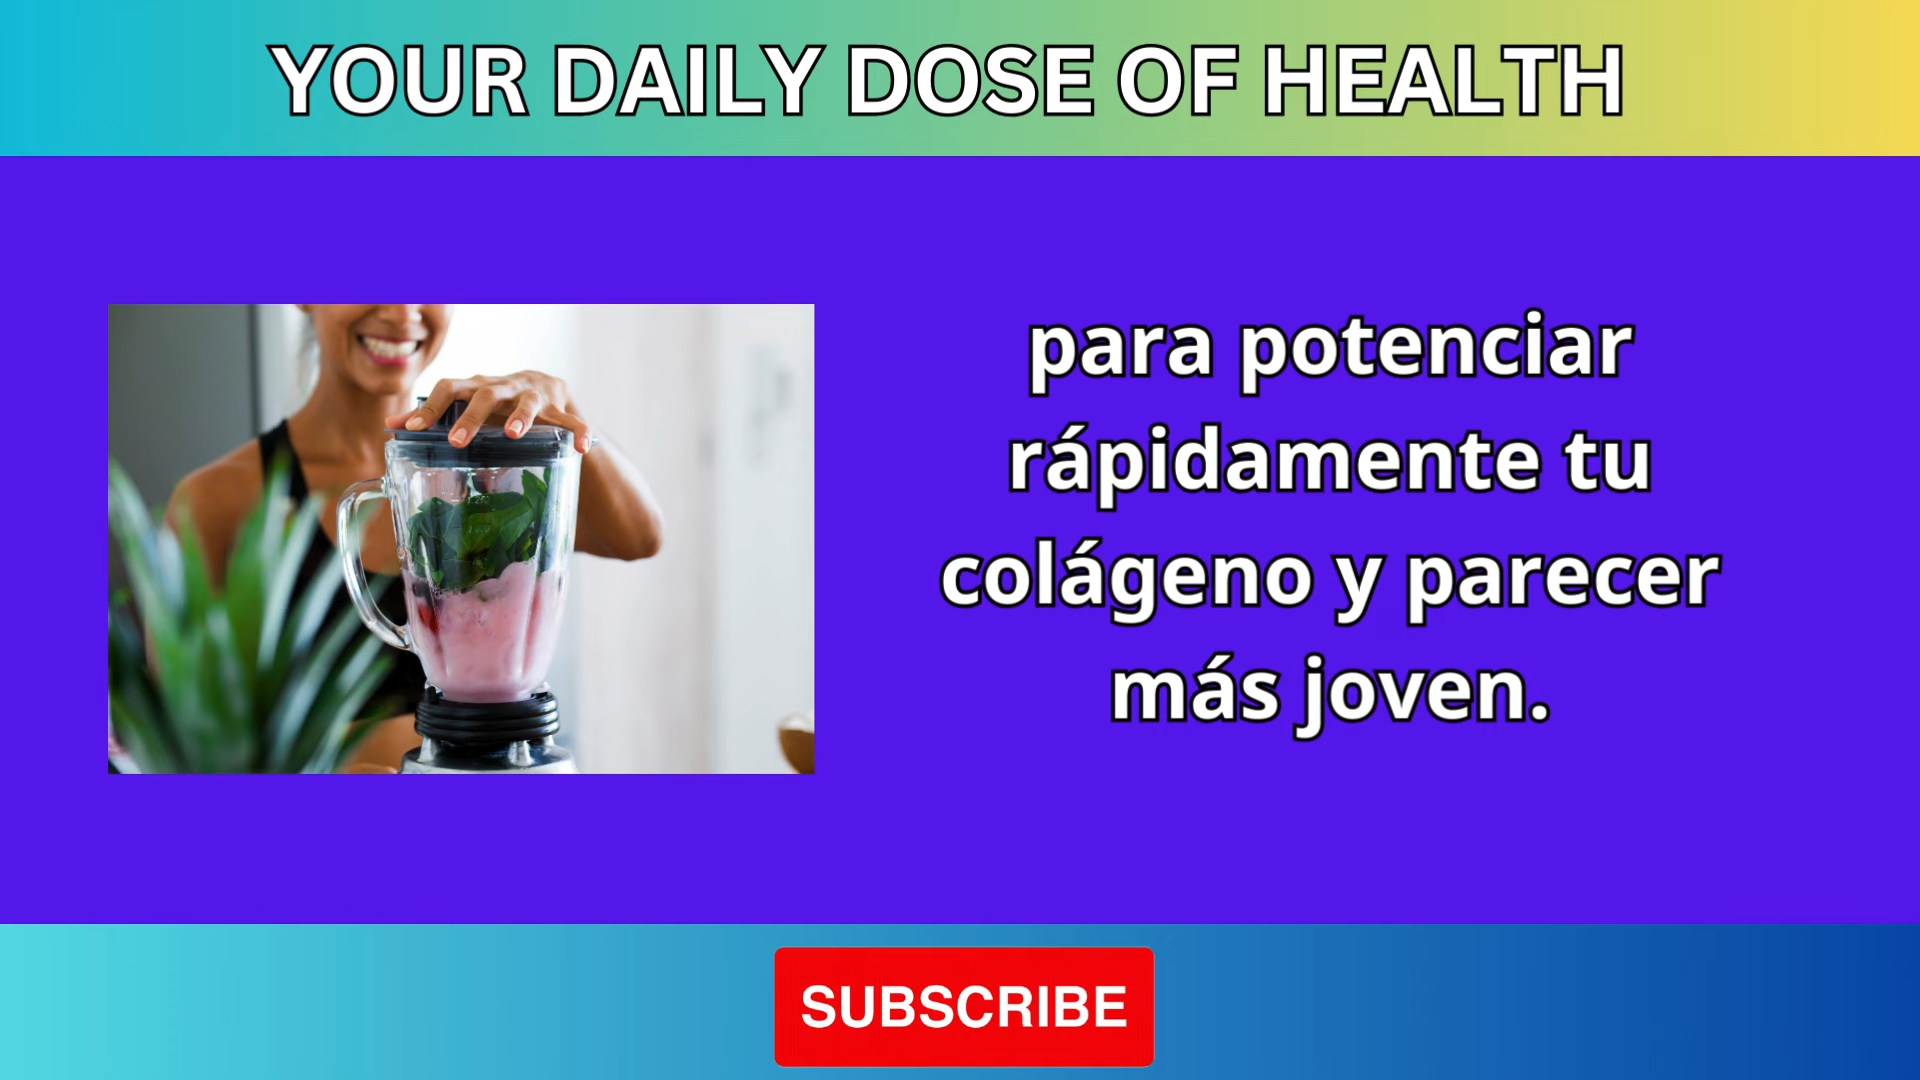 YOUR DAILY DOSE OF HEALTH
para potenciar
rápidamente tu
colágeno y parecer
más joven.
SUBSCRIBE